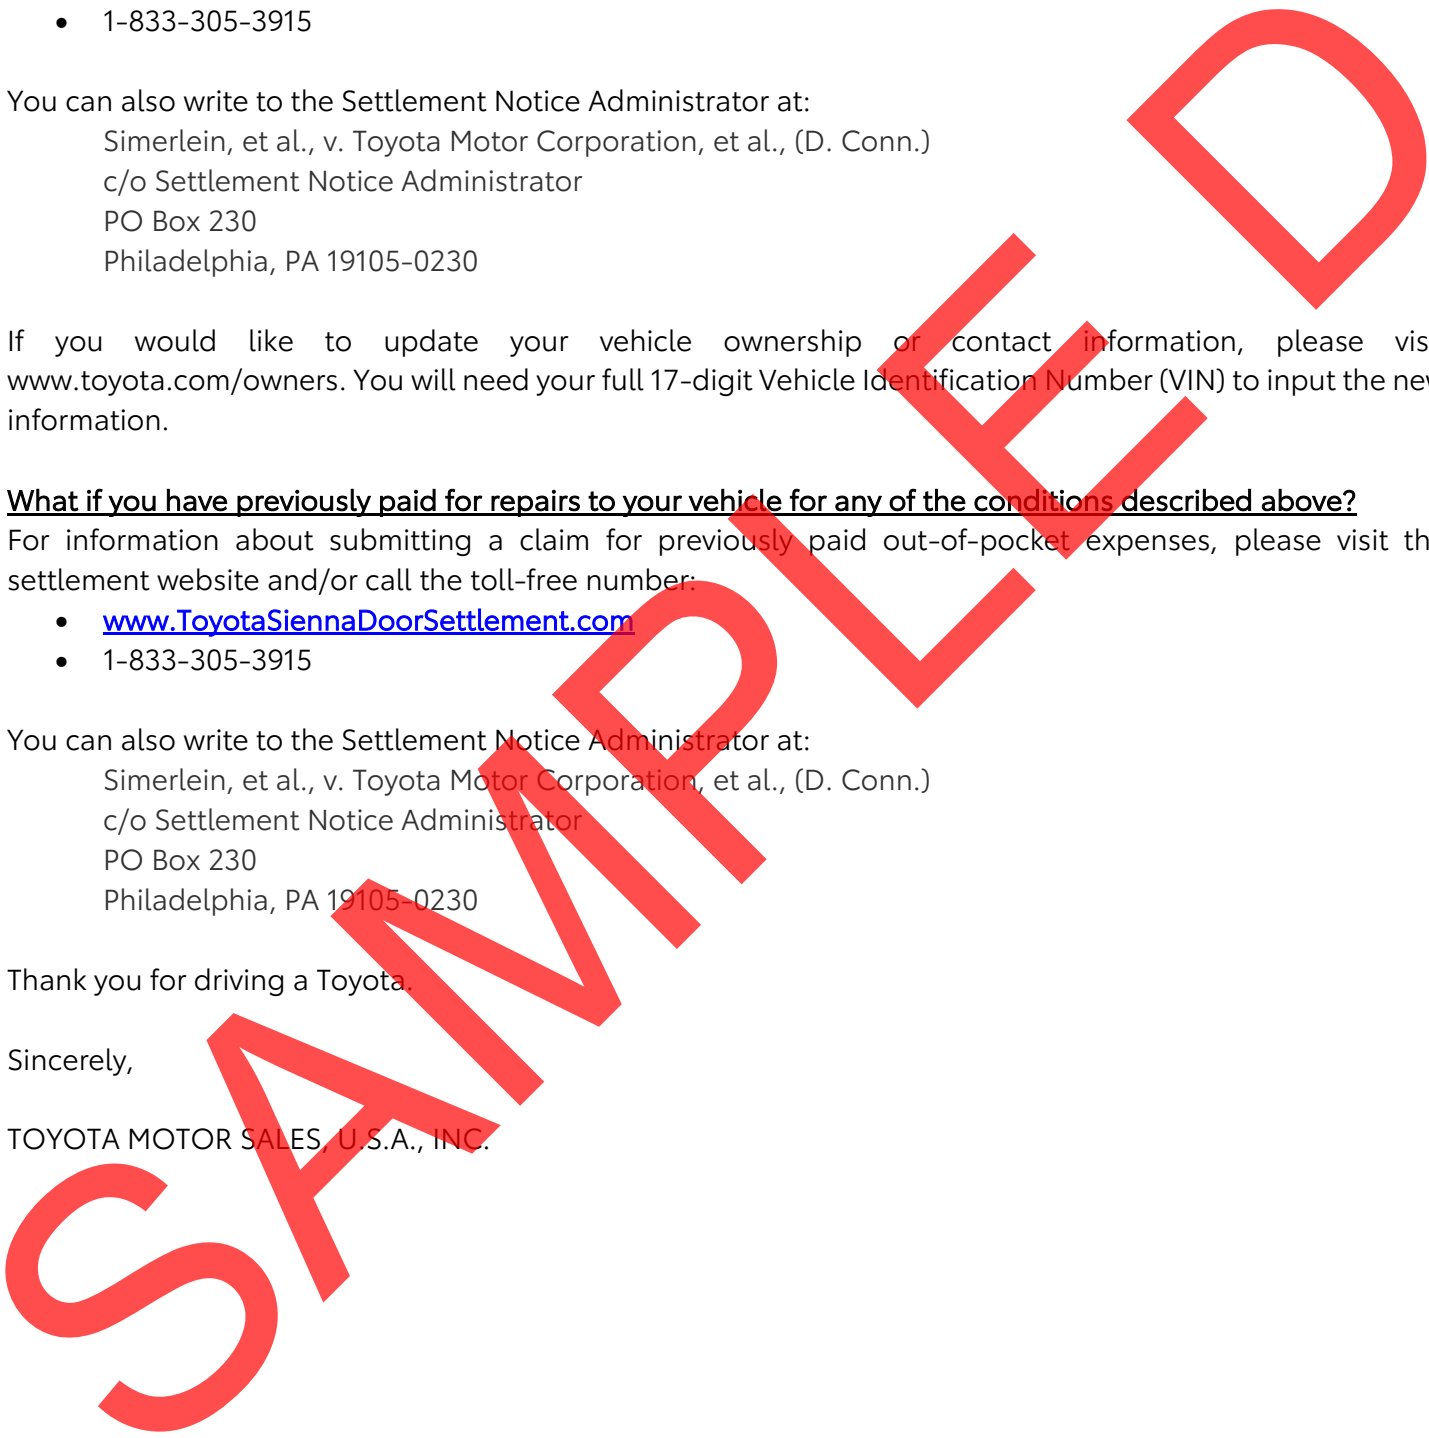 • 1-833-305-3915
You can also write to the Settlement Notice Administrator at:
Simerlein, et al., v. Toyota Motor Corporation, et al., (D. Conn.)
c/o Settlement Notice Administrator
PO Box 230
Philadelphia, PA 19105-0230
If you would like to update your vehicle ownership or contact information, please vis
www.toyota.com/owners. You will need your full 17-digit Vehicle Identification Number (VIN) to input the new
information.
What if you have previously paid for repairs to your vehicle for any of the conditions described above?
For information about submitting a claim for previously paid out-of-pocket expenses, please visit th
settlement website and/or call the toll-free number:
• www.ToyotaSiennaDoorSettlement.com
• 1-833-305-3915
You can also write to the Settlement Notice Administrator at:
Simerlein, et al., v. Toyota Motor Corporation, et al., (D. Conn.)
c/o Settlement Notice Administrator
PO Box 230
Philadelphia, PA 19105-0230
Thank you for driving a Toyota.
Sincerely,
TOYOTA MOTOR SALES, U.S.A., INC.
SAMPLE D